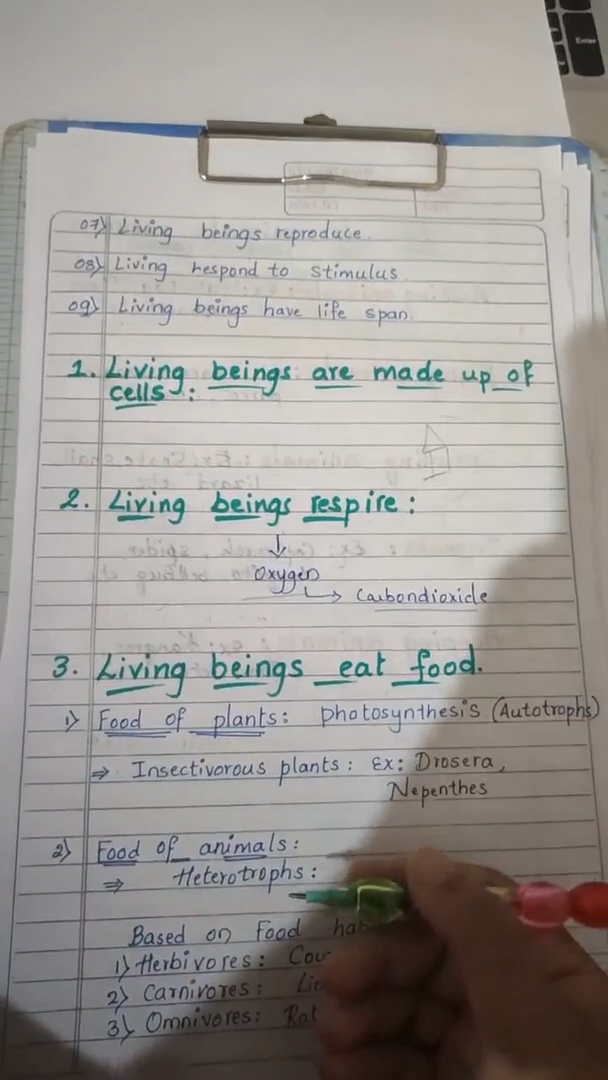 07) Living beings reproduce.
08) Living respond to stimulus.
09) Living beings have life span.
1. Living beings are made up of
cells :
2. Living beings respire :
↓
Oxygen
↳ Carbondioxide
3. Living beings eat food.
1) Food of plants: photosynthesis (Autotrophs)
⇒ Insectivorous plants: Ex: Drosera,
Nepenthes
2) Food of animals:
⇒ Heterotrophs:
Based on Food
1) Herbivores:
2) Carnivores:
3) Omnivores: Rat
Enter